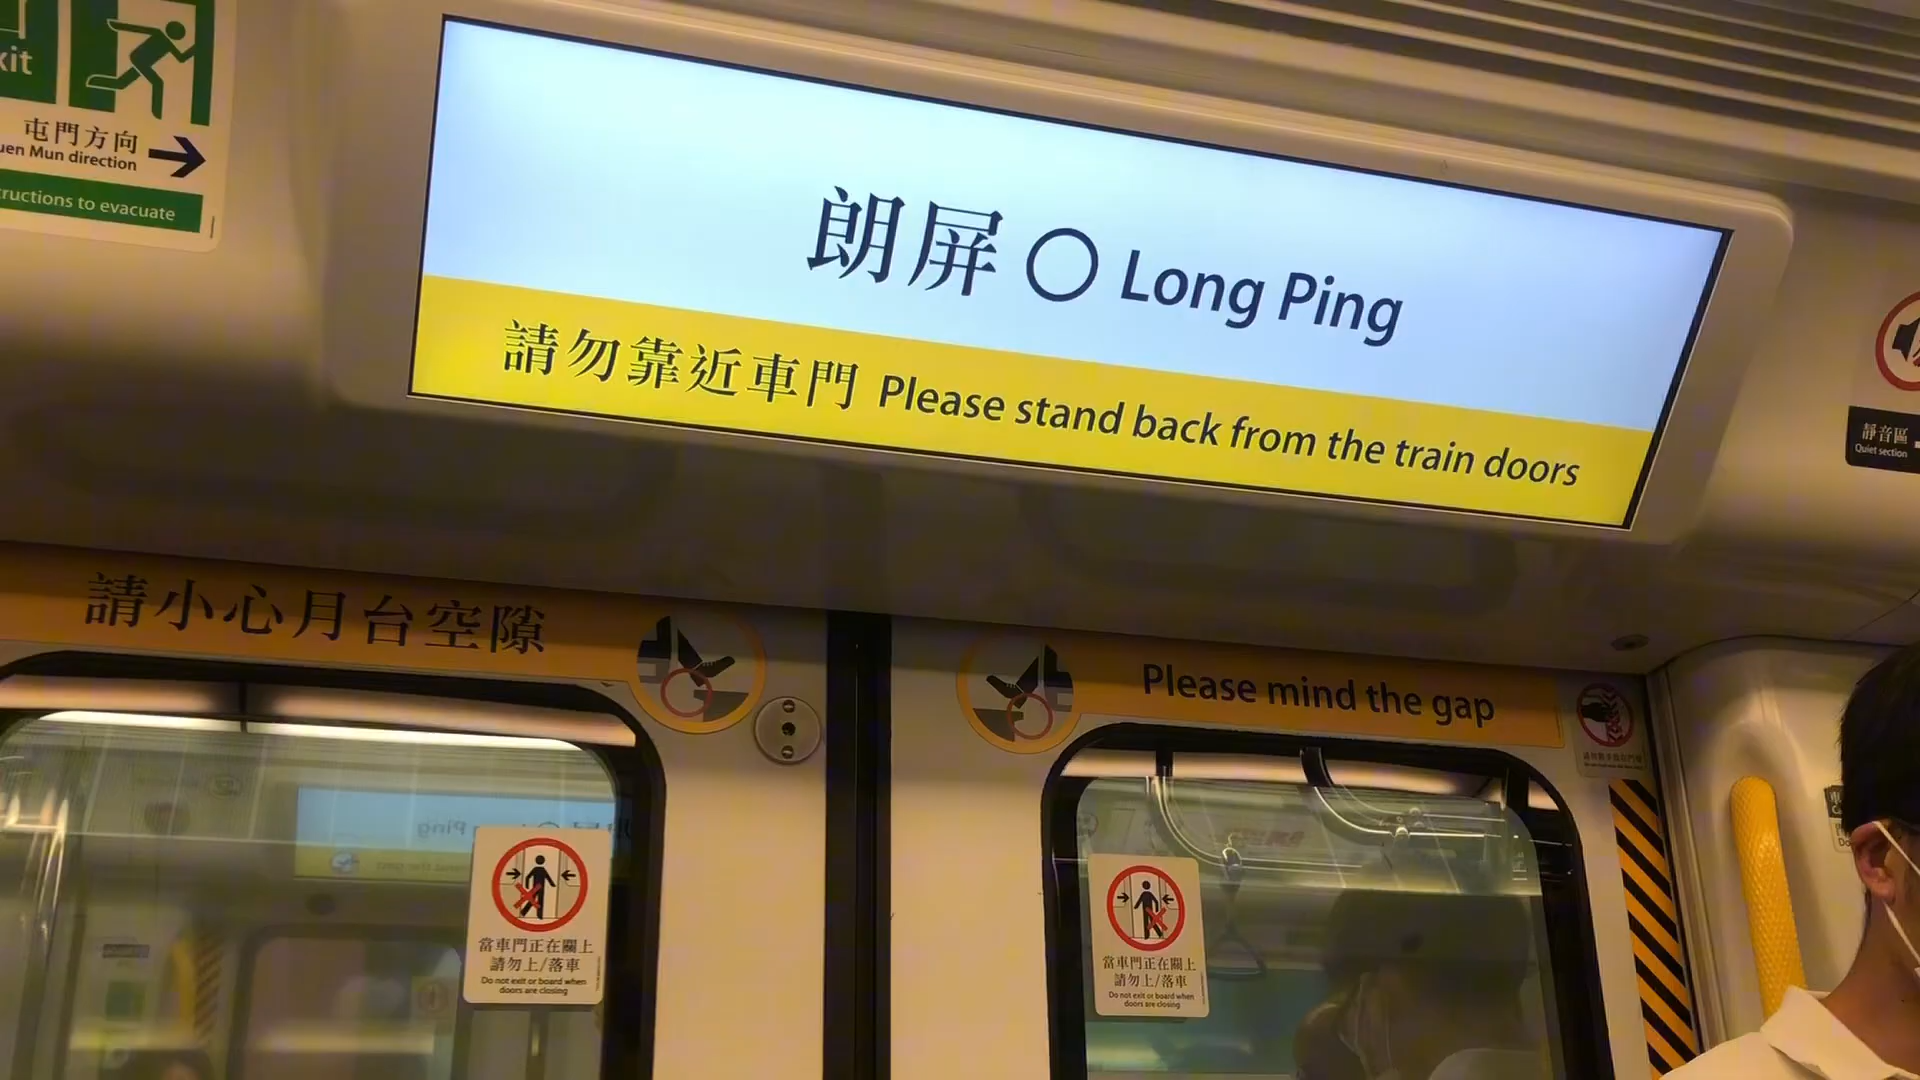 xit
屯門方向
uen Mun direction
ructions to evacuate
朗屏 Long Ping
請勿靠近車門 Please stand back from the train doors
靜音區
Quiet section
請小心月台空隙
Please mind the gap
當車門正在關上
請勿上/落車
Do not exit or board when
doors are closing
當車門正在關上
請勿上/落車
Do not exit or board when
doors are closing